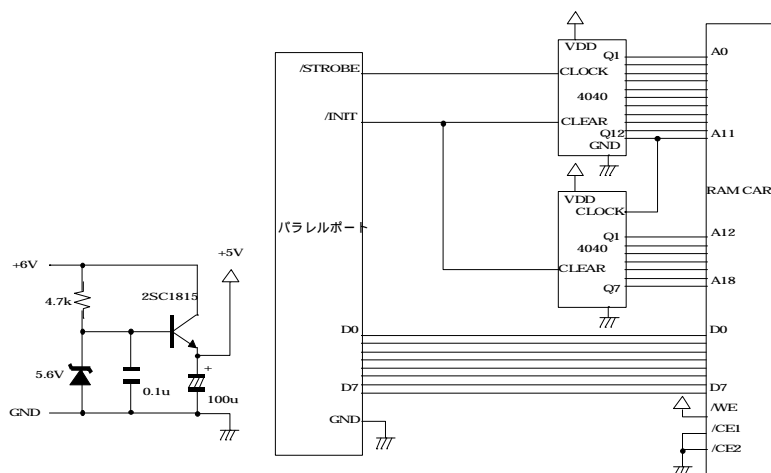 +6V
4.7k
2SC1815
+5V
5.6V
0.1u
+
100u
GND
/STROBE
/INIT
パラレルポート
D0
D7
GND
VDD
Q1
CLOCK
4040
CLEAR
Q12
GND
VDD
CLOCK
Q1
4040
CLEAR
Q7
A0
A11
RAM CAR
A12
A18
D0
D7
/WE
/CE1
/CE2